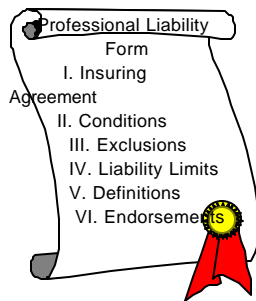 Professional Liability
Form
I. Insuring
Agreement
II. Conditions
III. Exclusions
IV. Liability Limits
V. Definitions
VI. Endorsements